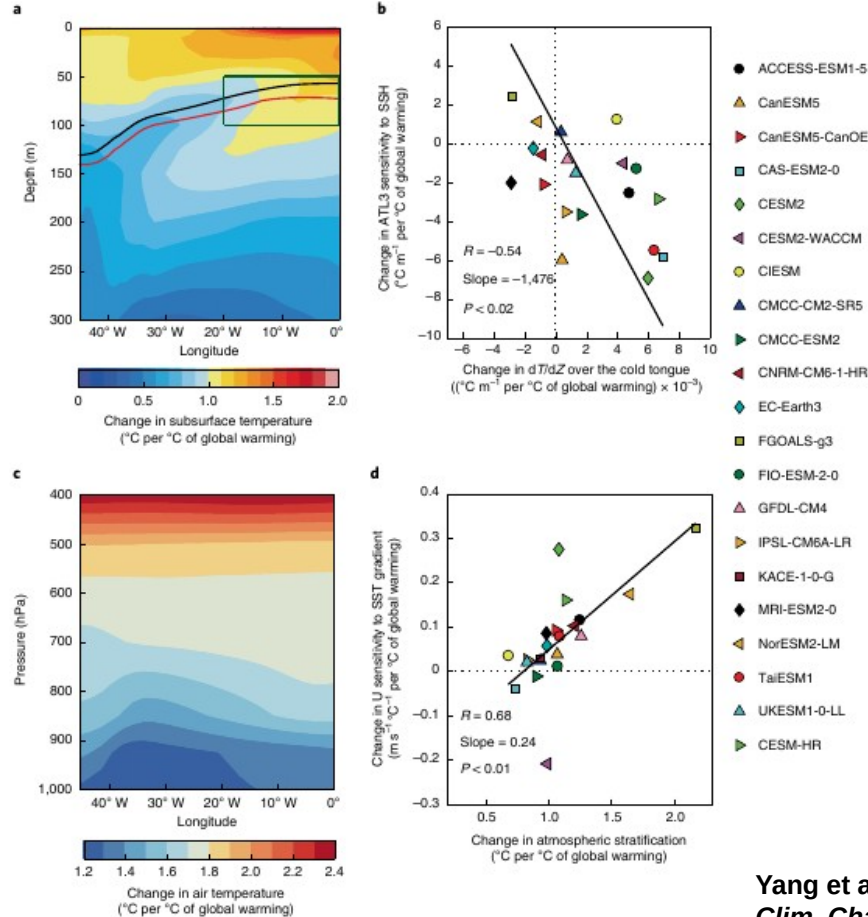 a
0
50
100
150
200
250
300
Depth (m)
40° W
30° W
20° W
10° W
0°
Longitude
0
0.5
1.0
1.5
2.0
Change in subsurface temperature
(°C per °C of global warming)
b
6
4
2
0
−2
−4
−6
−8
−10
Change in ATL3 sensitivity to SSH
(°C m⁻¹ per °C of global warming)
R = −0.54
Slope = −1,476
P < 0.02
−6
−4
−2
0
2
4
6
8
10
Change in dT/dZ over the cold tongue
((°C m⁻¹ per °C of global warming) × 10⁻³)
c
400
500
600
700
800
900
1,000
Pressure (hPa)
40° W
30° W
20° W
10° W
0°
Longitude
1.2
1.4
1.6
1.8
2.0
2.2
2.4
Change in air temperature
(°C per °C of global warming)
d
0.4
0.3
0.2
0.1
0
−0.1
−0.2
−0.3
Change in U sensitivity to SST gradient
(m s⁻¹ °C⁻¹ per °C of global warming)
R = 0.68
Slope = 0.24
P < 0.01
0.5
1.0
1.5
2.0
Change in atmospheric stratification
(°C per °C of global warming)
ACCESS-ESM1-5
CanESM5
CanESM5-CanOE
CAS-ESM2-0
CESM2
CESM2-WACCM
CIESM
CMCC-CM2-SR5
CMCC-ESM2
CNRM-CM6-1-HR
EC-Earth3
FGOALS-g3
FIO-ESM-2-0
GFDL-CM4
IPSL-CM6A-LR
KACE-1-0-G
MRI-ESM2-0
NorESM2-LM
TaiESM1
UKESM1-0-LL
CESM-HR
Yang et a